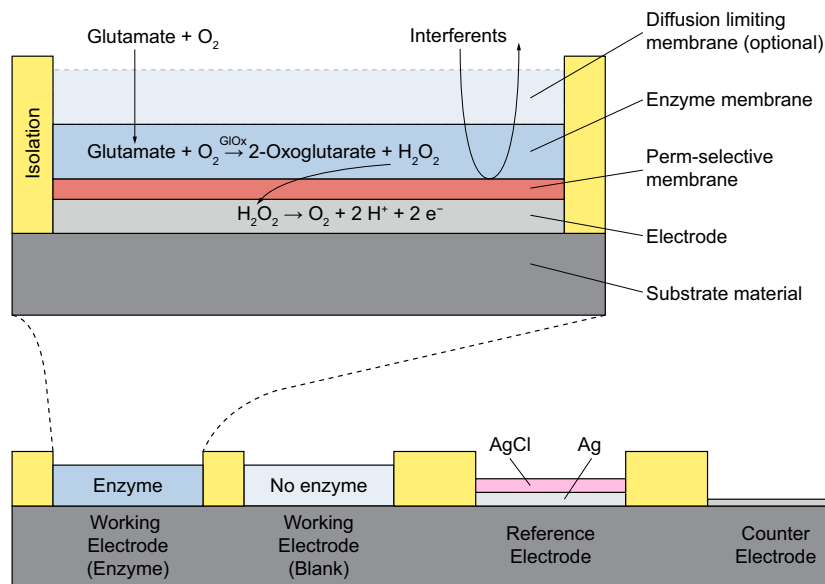 Glutamate + O₂
Interferents
Diffusion limiting
membrane (optional)
Enzyme membrane
Isolation
Glutamate + O₂ GlOx → 2-Oxoglutarate + H₂O₂
Perm-selective
membrane
H₂O₂ → O₂ + 2 H⁺ + 2 e⁻
Electrode
Substrate material
AgCl
Ag
Enzyme
No enzyme
Working
Electrode
(Enzyme)
Working
Electrode
(Blank)
Reference
Electrode
Counter
Electrode